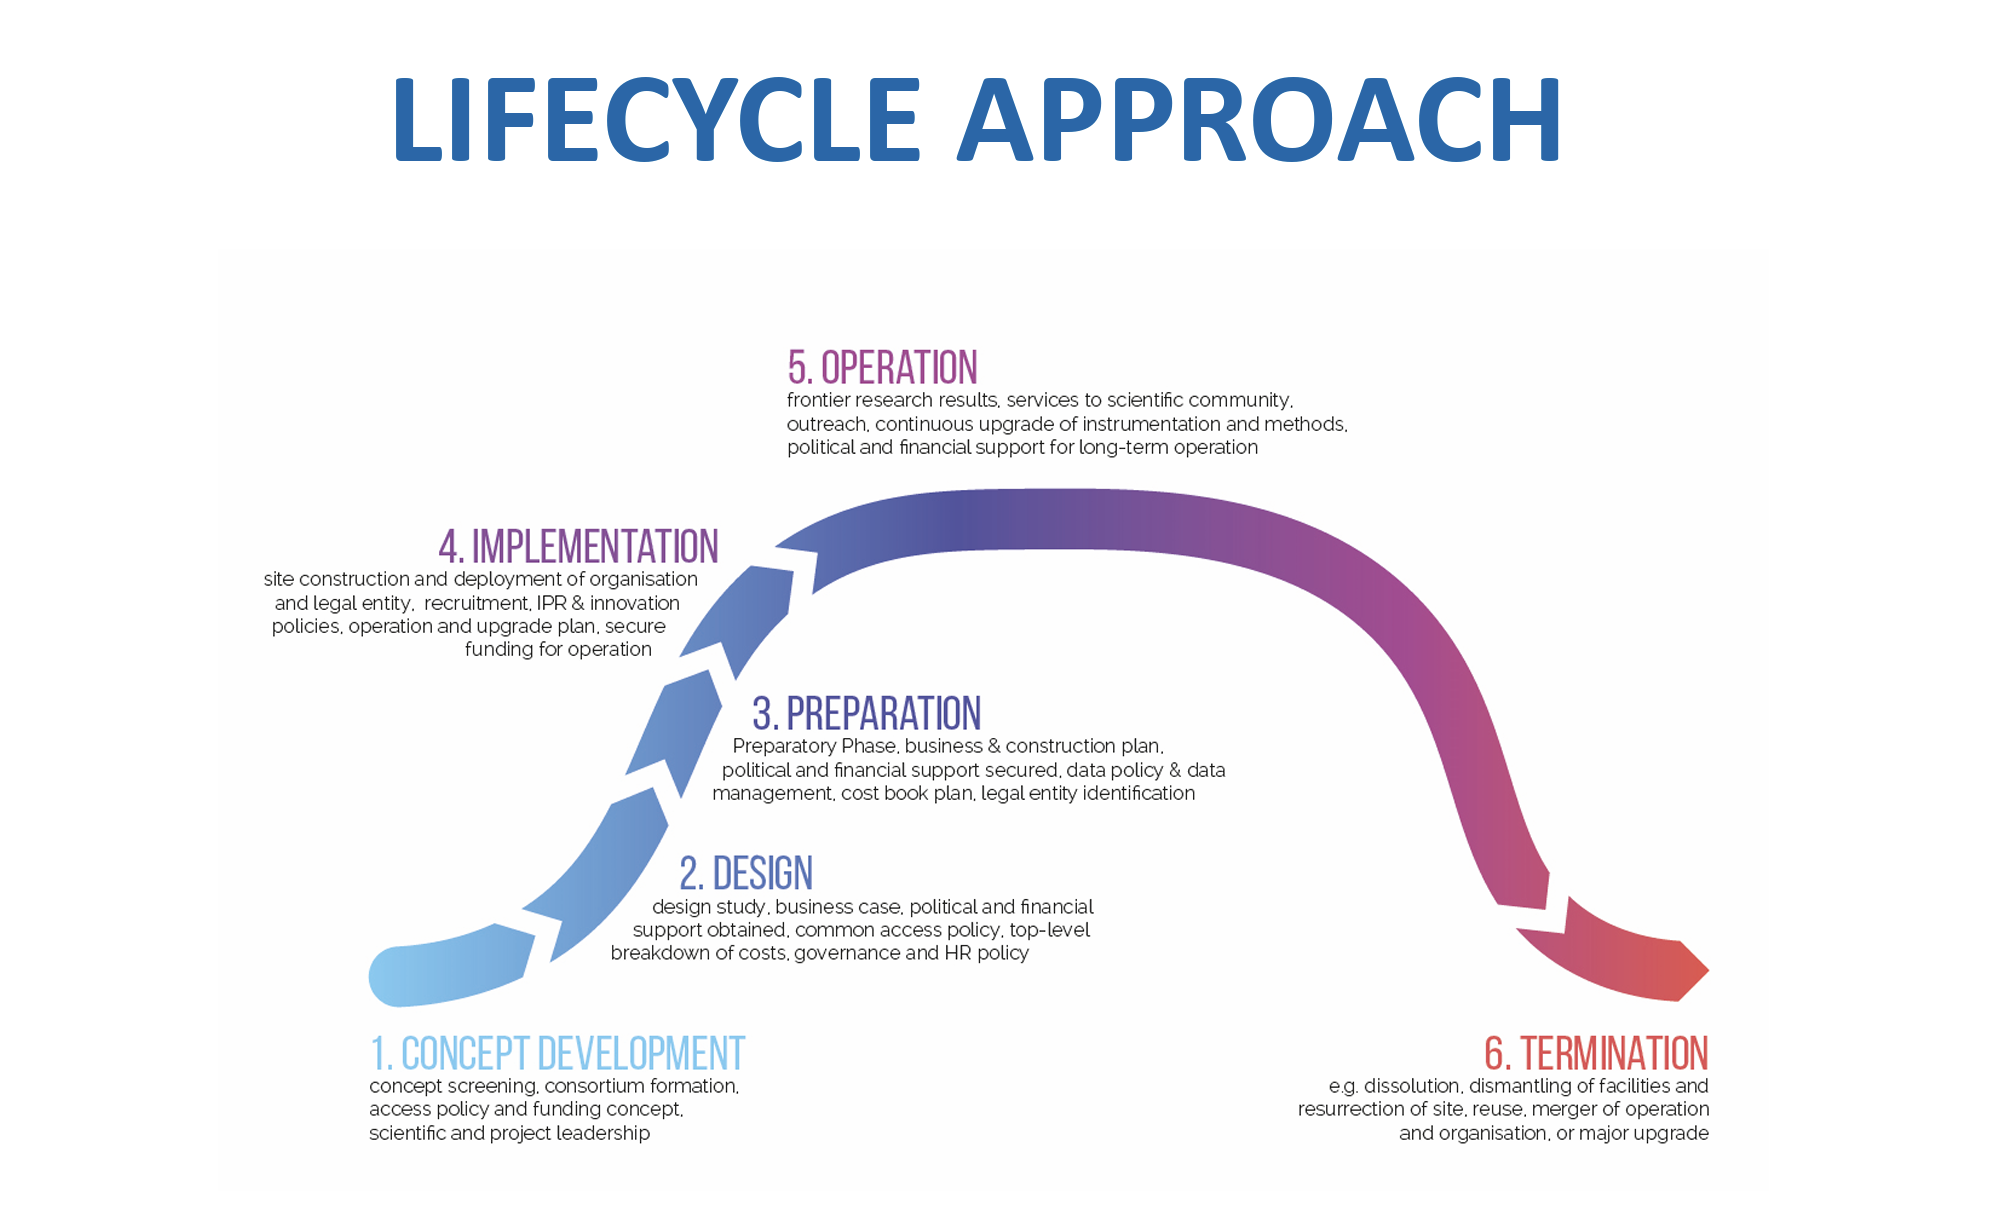 LIFECYCLE APPROACH
5. OPERATION
frontier research results, services to scientific community,
outreach, continuous upgrade of instrumentation and methods,
political and financial support for long-term operation
4. IMPLEMENTATION
site construction and deployment of organisation
and legal entity, recruitment, IPR & innovation
policies, operation and upgrade plan, secure
funding for operation
3. PREPARATION
Preparatory Phase, business & construction plan,
political and financial support secured, data policy & data
management, cost book plan, legal entity identification
2. DESIGN
design study, business case, political and financial
support obtained, common access policy, top-level
breakdown of costs, governance and HR policy
1. CONCEPT DEVELOPMENT
concept screening, consortium formation,
access policy and funding concept,
scientific and project leadership
6. TERMINATION
e.g. dissolution, dismantling of facilities and
resurrection of site, reuse, merger of operation
and organisation, or major upgrade